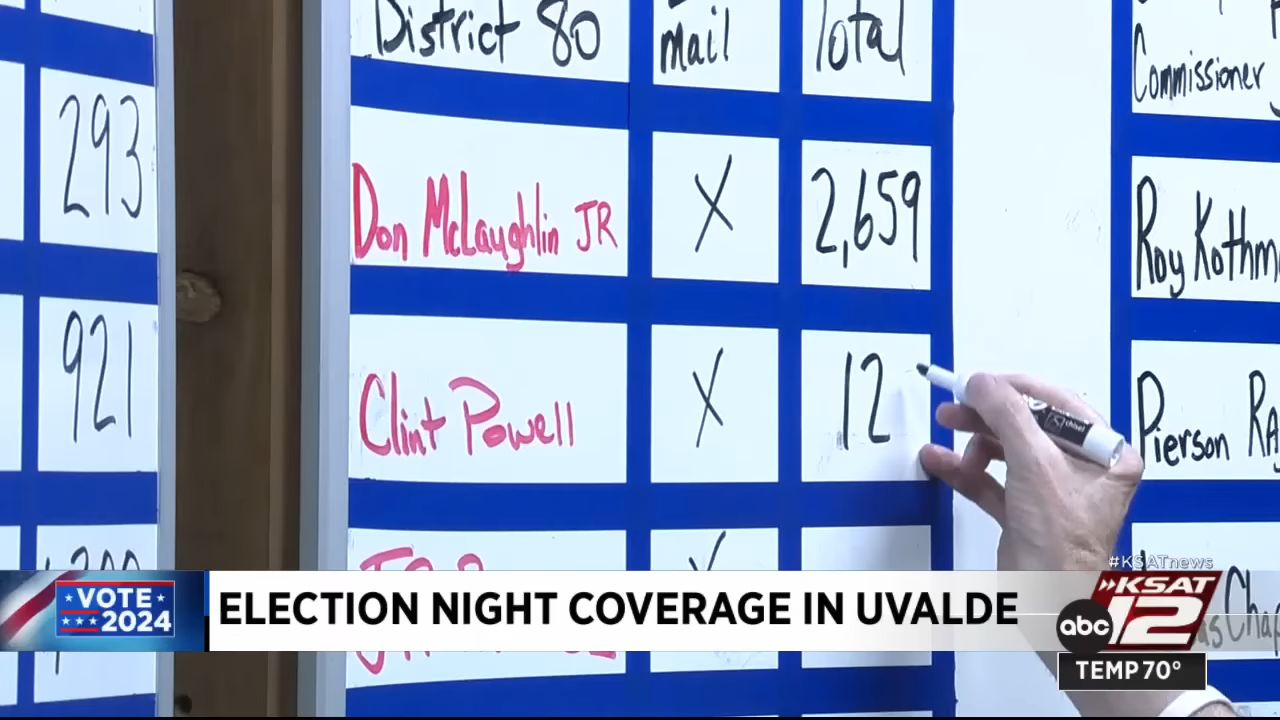 District 80
mail
Total
Commissioner
293
Don McLaughlin JR
X
2,659
Roy Kothm
921
Clint Powell
X
12
Pierson Ra
X
#KSATnews
VOTE
2024
ELECTION NIGHT COVERAGE IN UVALDE
abc
KSAT
12
Chap
TEMP 70°